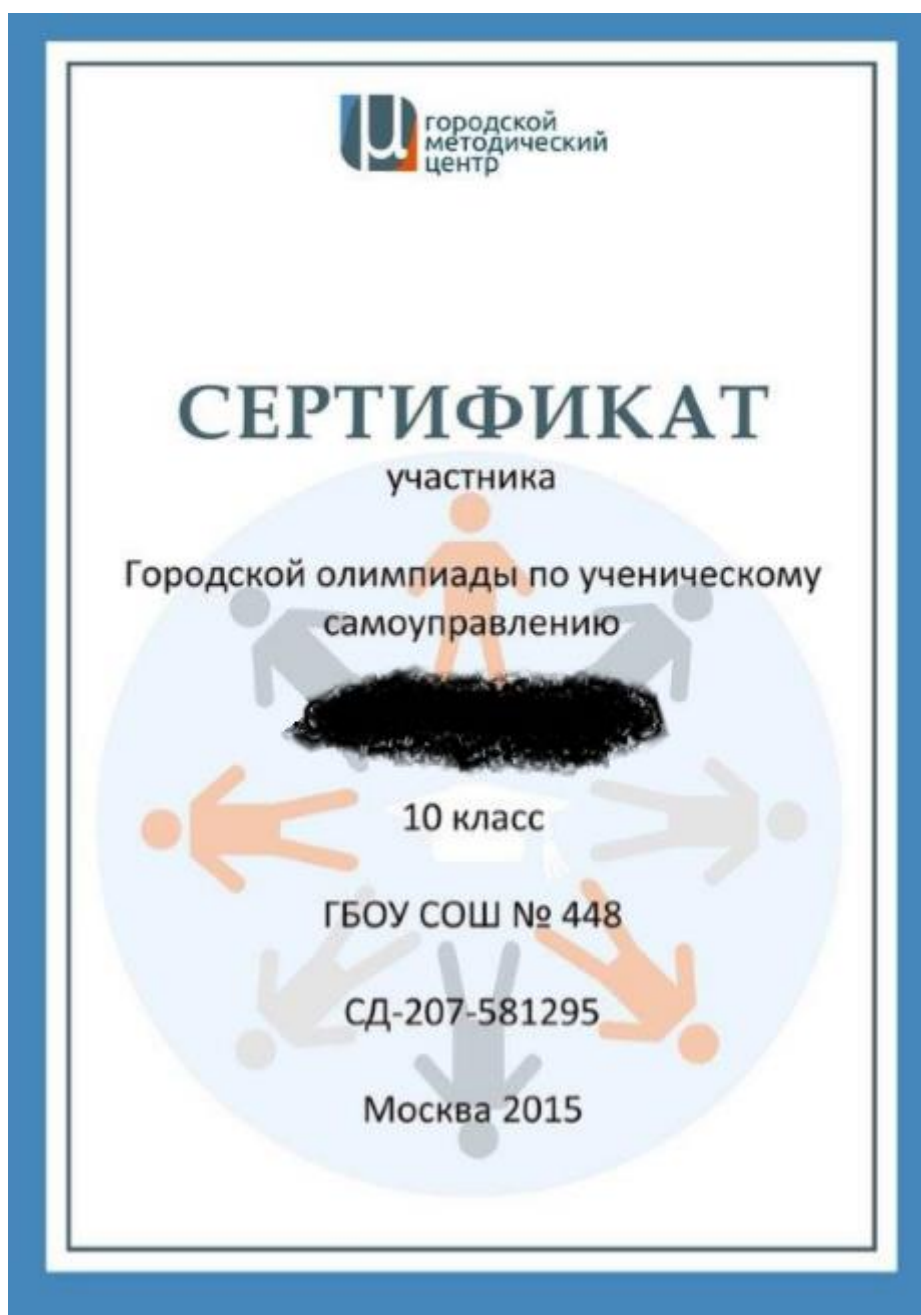 городской
методический
центр
СЕРТИФИКАТ
участника
Городской олимпиады по ученическому
самоуправлению
10 класс
ГБОУ СОШ № 448
СД-207-581295
Москва 2015